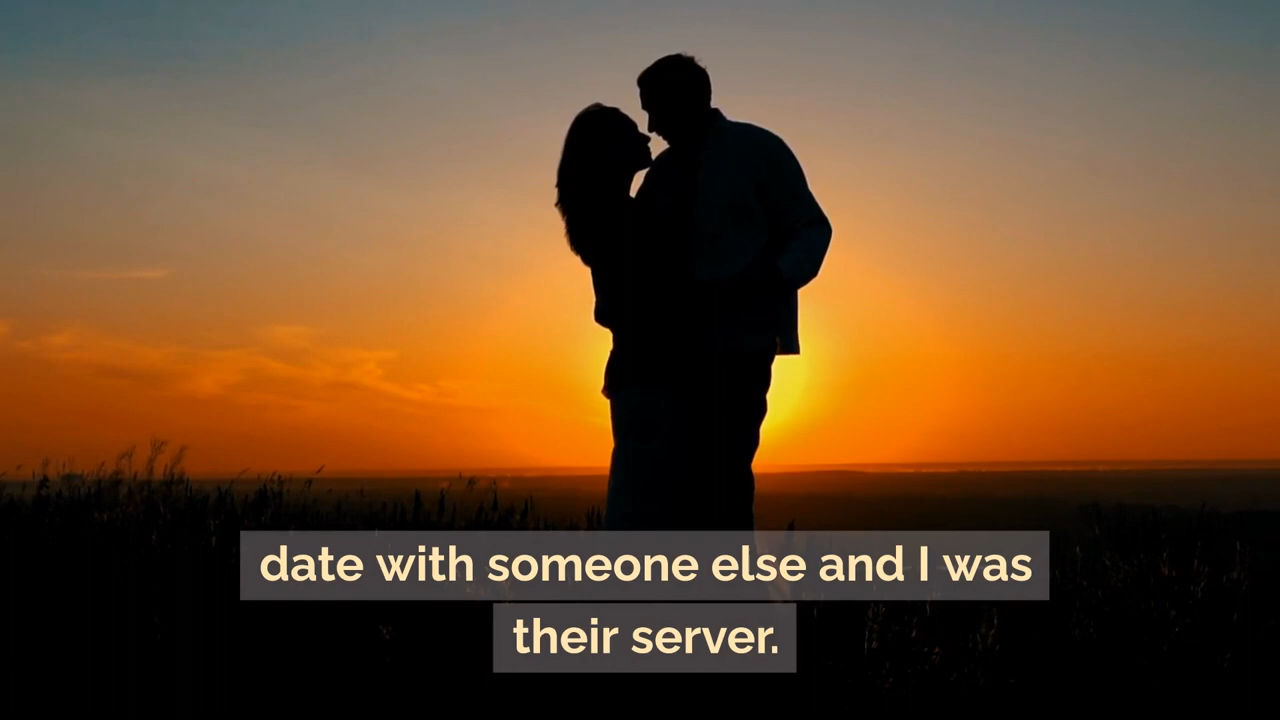 date with someone else and I was
their server.